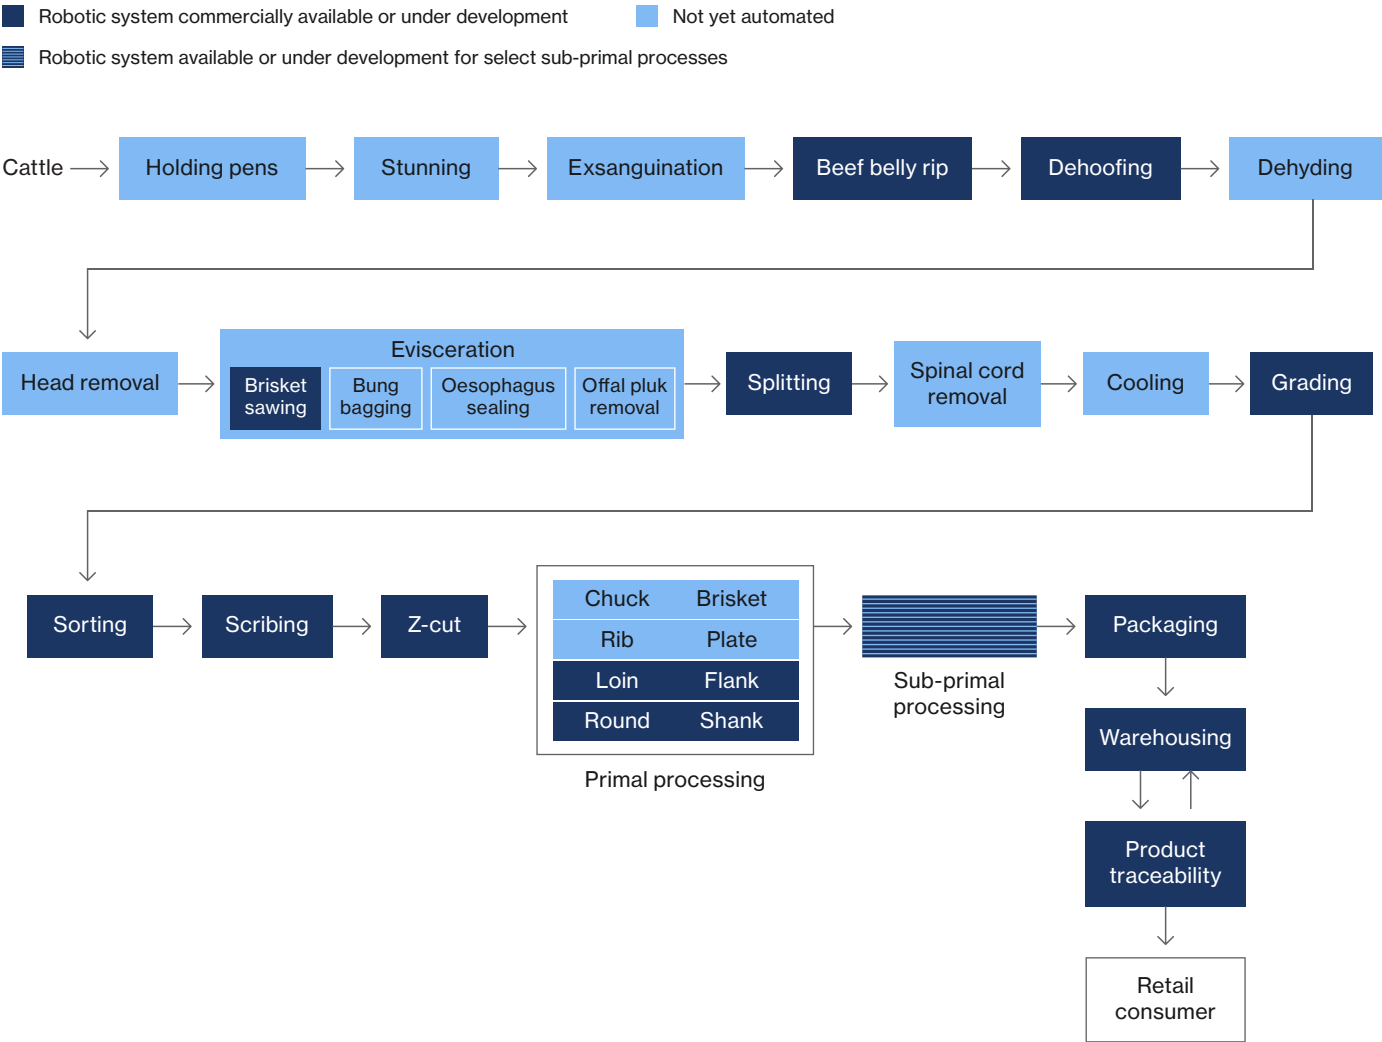 Robotic system commercially available or under development
Not yet automated
Robotic system available or under development for select sub-primal processes
Cattle
Holding pens
Stunning
Exsanguination
Beef belly rip
Dehoofing
Dehyding
Head removal
Evisceration
Brisket
sawing
Bung
bagging
Oesophagus
sealing
Offal pluk
removal
Splitting
Spinal cord
removal
Cooling
Grading
Sorting
Scribing
Z-cut
Chuck
Brisket
Rib
Plate
Loin
Flank
Round
Shank
Primal processing
Sub-primal
processing
Packaging
Warehousing
Product
traceability
Retail
consumer